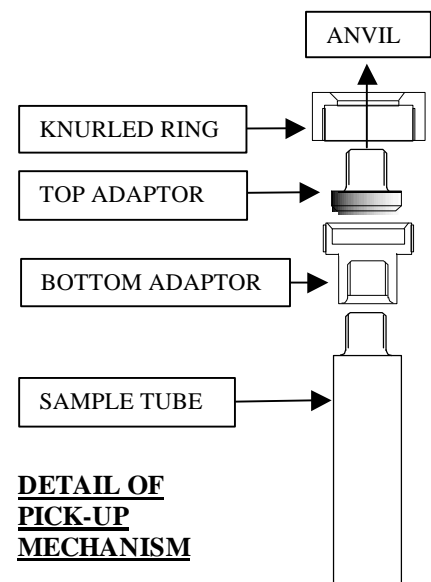 ANVIL
KNURLED RING
TOP ADAPTOR
BOTTOM ADAPTOR
SAMPLE TUBE
DETAIL OF
PICK-UP
MECHANISM